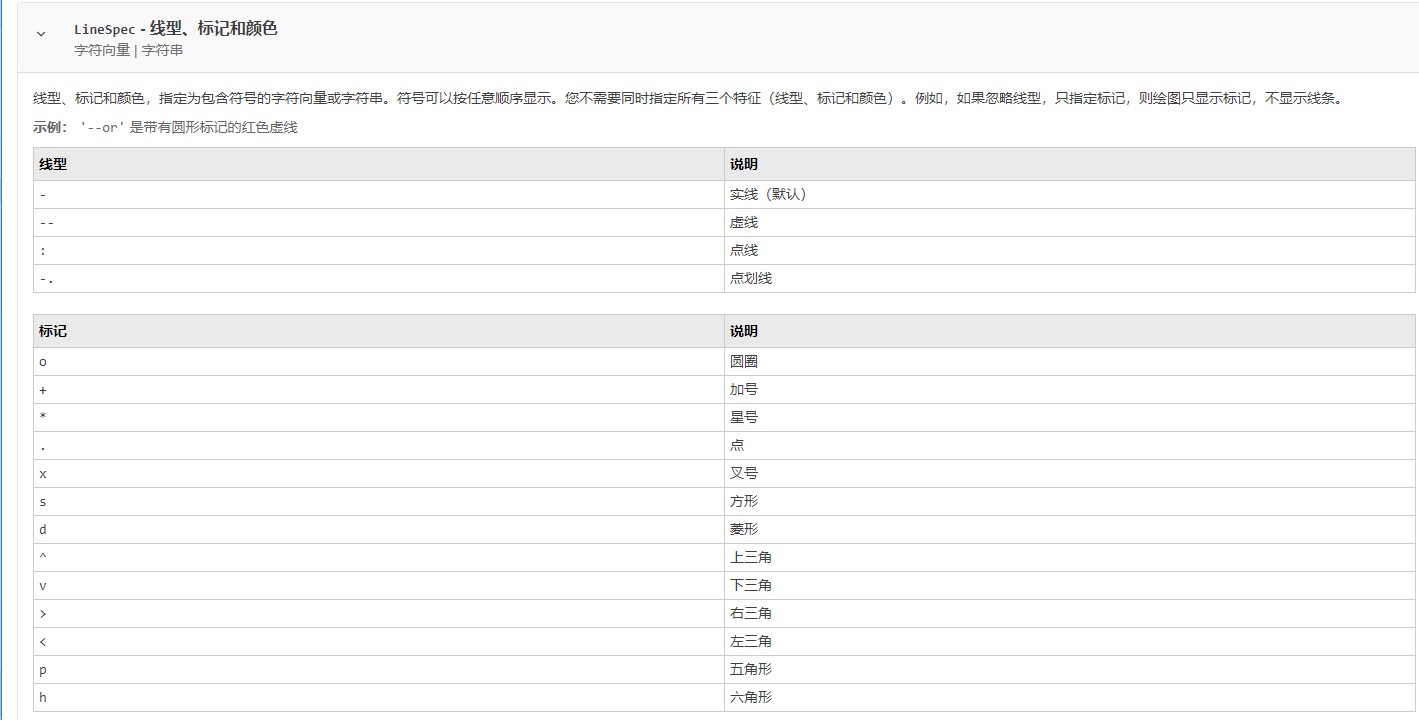 LineSpec - 线型、标记和颜色
字符向量 | 字符串
线型、标记和颜色，指定为包含符号的字符向量或字符串。符号可以按任意顺序显示。您不需要同时指定所有三个特征（线型、标记和颜色）。例如，如果忽略线型，只指定标记，则绘图只显示标记，不显示线条。
示例： '--or' 是带有圆形标记的红色虚线
线型 说明
- 实线（默认）
-- 虚线
: 点线
-. 点划线
标记 说明
o 圆圈
+ 加号
* 星号
. 点
x 叉号
s 方形
d 菱形
^ 上三角
v 下三角
> 右三角
< 左三角
p 五角形
h 六角形